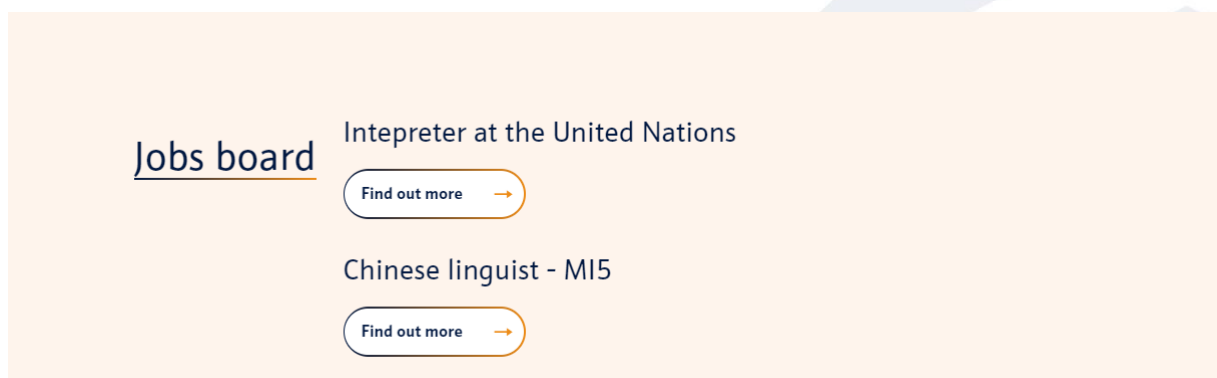 Jobs board
Intepreter at the United Nations
Find out more
Chinese linguist - MI5
Find out more